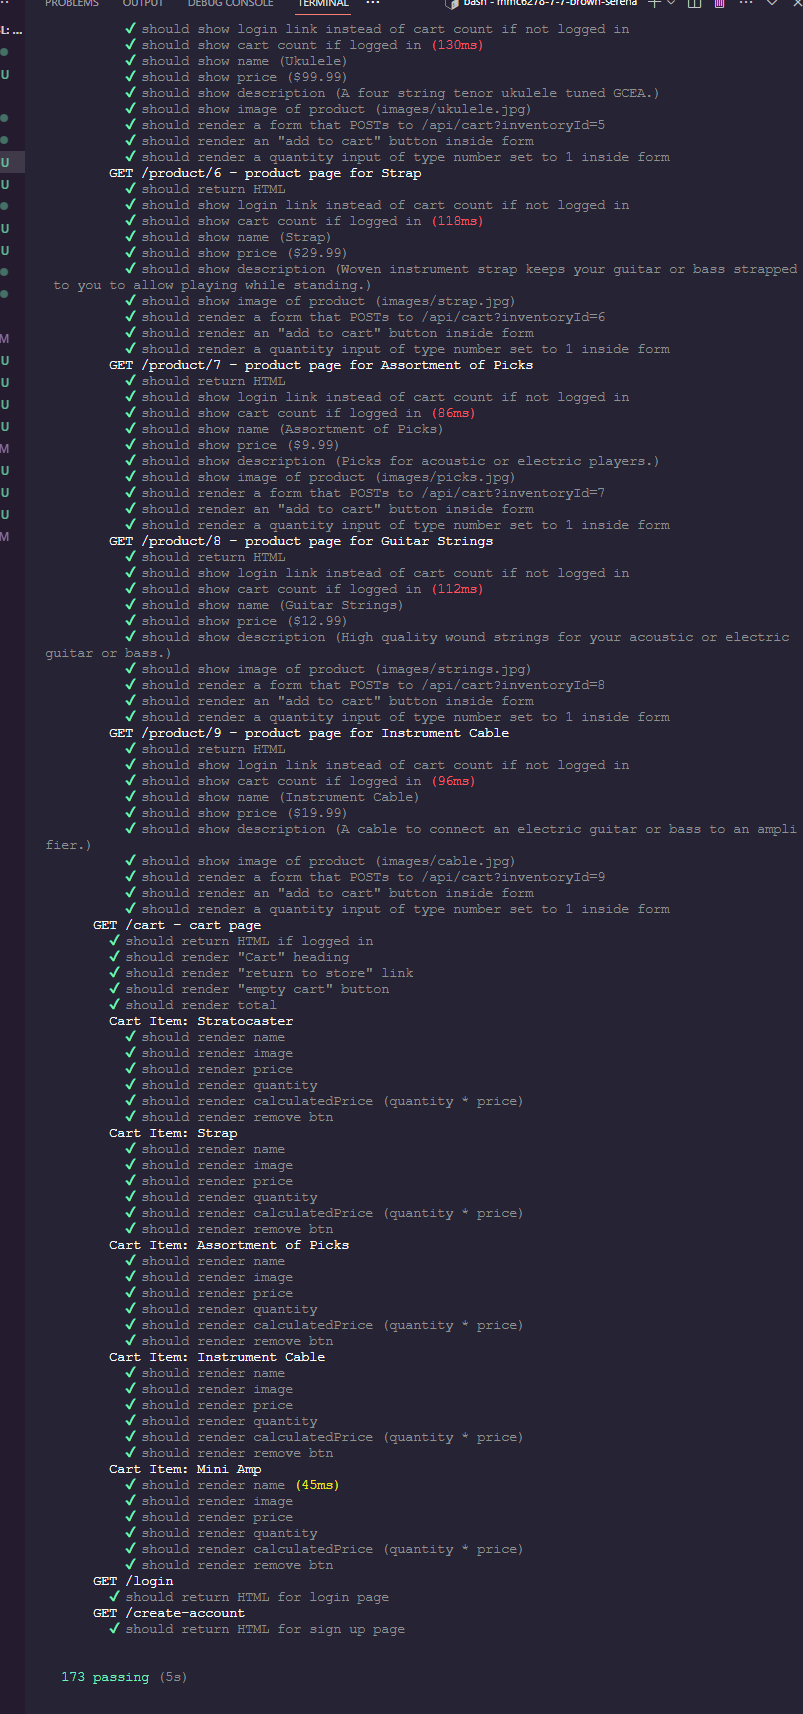 PROBLEMS OUTPUT DEBUG CONSOLE TERMINAL ··· bash - mmc6278-7-7-brown-serena
L: ...
✓ should show login link instead of cart count if not logged in
✓ should show cart count if logged in (130ms)
✓ should show name (Ukulele)
✓ should show price ($99.99)
✓ should show description (A four string tenor ukulele tuned GCEA.)
✓ should show image of product (images/ukulele.jpg)
✓ should render a form that POSTs to /api/cart?inventoryId=5
✓ should render an "add to cart" button inside form
✓ should render a quantity input of type number set to 1 inside form
GET /product/6 - product page for Strap
✓ should return HTML
✓ should show login link instead of cart count if not logged in
✓ should show cart count if logged in (118ms)
✓ should show name (Strap)
✓ should show price ($29.99)
✓ should show description (Woven instrument strap keeps your guitar or bass strapped
to you to allow playing while standing.)
✓ should show image of product (images/strap.jpg)
✓ should render a form that POSTs to /api/cart?inventoryId=6
✓ should render an "add to cart" button inside form
✓ should render a quantity input of type number set to 1 inside form
GET /product/7 - product page for Assortment of Picks
✓ should return HTML
✓ should show login link instead of cart count if not logged in
✓ should show cart count if logged in (86ms)
✓ should show name (Assortment of Picks)
✓ should show price ($9.99)
✓ should show description (Picks for acoustic or electric players.)
✓ should show image of product (images/picks.jpg)
✓ should render a form that POSTs to /api/cart?inventoryId=7
✓ should render an "add to cart" button inside form
✓ should render a quantity input of type number set to 1 inside form
GET /product/8 - product page for Guitar Strings
✓ should return HTML
✓ should show login link instead of cart count if not logged in
✓ should show cart count if logged in (112ms)
✓ should show name (Guitar Strings)
✓ should show price ($12.99)
✓ should show description (High quality wound strings for your acoustic or electric
guitar or bass.)
✓ should show image of product (images/strings.jpg)
✓ should render a form that POSTs to /api/cart?inventoryId=8
✓ should render an "add to cart" button inside form
✓ should render a quantity input of type number set to 1 inside form
GET /product/9 - product page for Instrument Cable
✓ should return HTML
✓ should show login link instead of cart count if not logged in
✓ should show cart count if logged in (96ms)
✓ should show name (Instrument Cable)
✓ should show price ($19.99)
✓ should show description (A cable to connect an electric guitar or bass to an ampli
fier.)
✓ should show image of product (images/cable.jpg)
✓ should render a form that POSTs to /api/cart?inventoryId=9
✓ should render an "add to cart" button inside form
✓ should render a quantity input of type number set to 1 inside form
GET /cart - cart page
✓ should return HTML if logged in
✓ should render "Cart" heading
✓ should render "return to store" link
✓ should render "empty cart" button
✓ should render total
Cart Item: Stratocaster
✓ should render name
✓ should render image
✓ should render price
✓ should render quantity
✓ should render calculatedPrice (quantity * price)
✓ should render remove btn
Cart Item: Strap
✓ should render name
✓ should render image
✓ should render price
✓ should render quantity
✓ should render calculatedPrice (quantity * price)
✓ should render remove btn
Cart Item: Assortment of Picks
✓ should render name
✓ should render image
✓ should render price
✓ should render quantity
✓ should render calculatedPrice (quantity * price)
✓ should render remove btn
Cart Item: Instrument Cable
✓ should render name
✓ should render image
✓ should render price
✓ should render quantity
✓ should render calculatedPrice (quantity * price)
✓ should render remove btn
Cart Item: Mini Amp
✓ should render name (45ms)
✓ should render image
✓ should render price
✓ should render quantity
✓ should render calculatedPrice (quantity * price)
✓ should render remove btn
GET /login
✓ should return HTML for login page
GET /create-account
✓ should return HTML for sign up page
173 passing (5s)
U
U
U
U
U
M
U
U
U
U
M
U
U
U
M